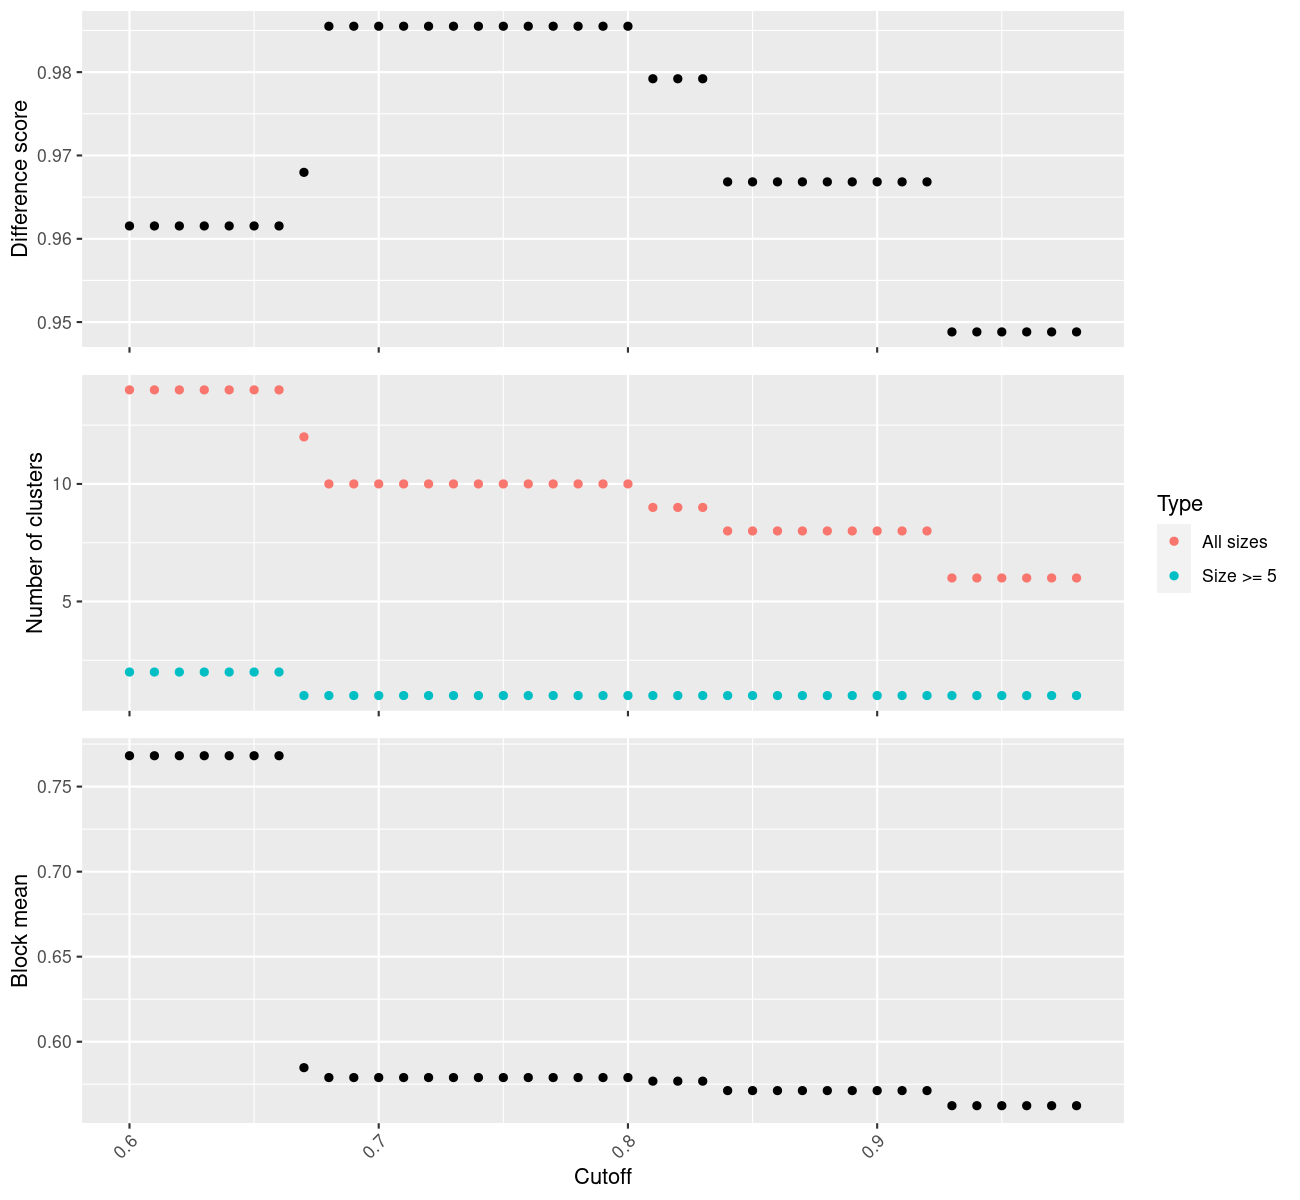 Difference score
0.98
0.97
0.96
0.95
Number of clusters
10
5
Type
All sizes
Size >= 5
Block mean
0.75
0.70
0.65
0.60
0.6
0.7
0.8
0.9
Cutoff